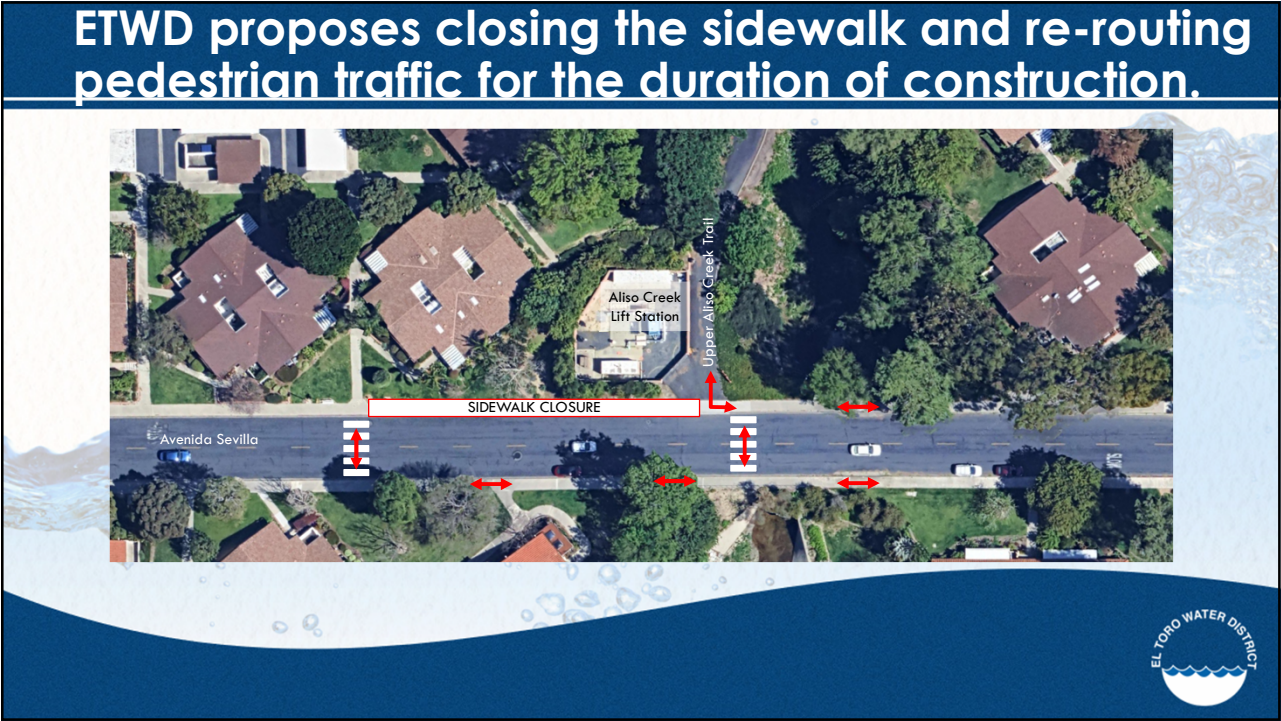 ETWD proposes closing the sidewalk and re-routing
pedestrian traffic for the duration of construction.
Upper Aliso Creek Trail
Aliso Creek
Lift Station
SIDEWALK CLOSURE
Avenida Sevilla
SLOW
EL TORO WATER DISTRICT